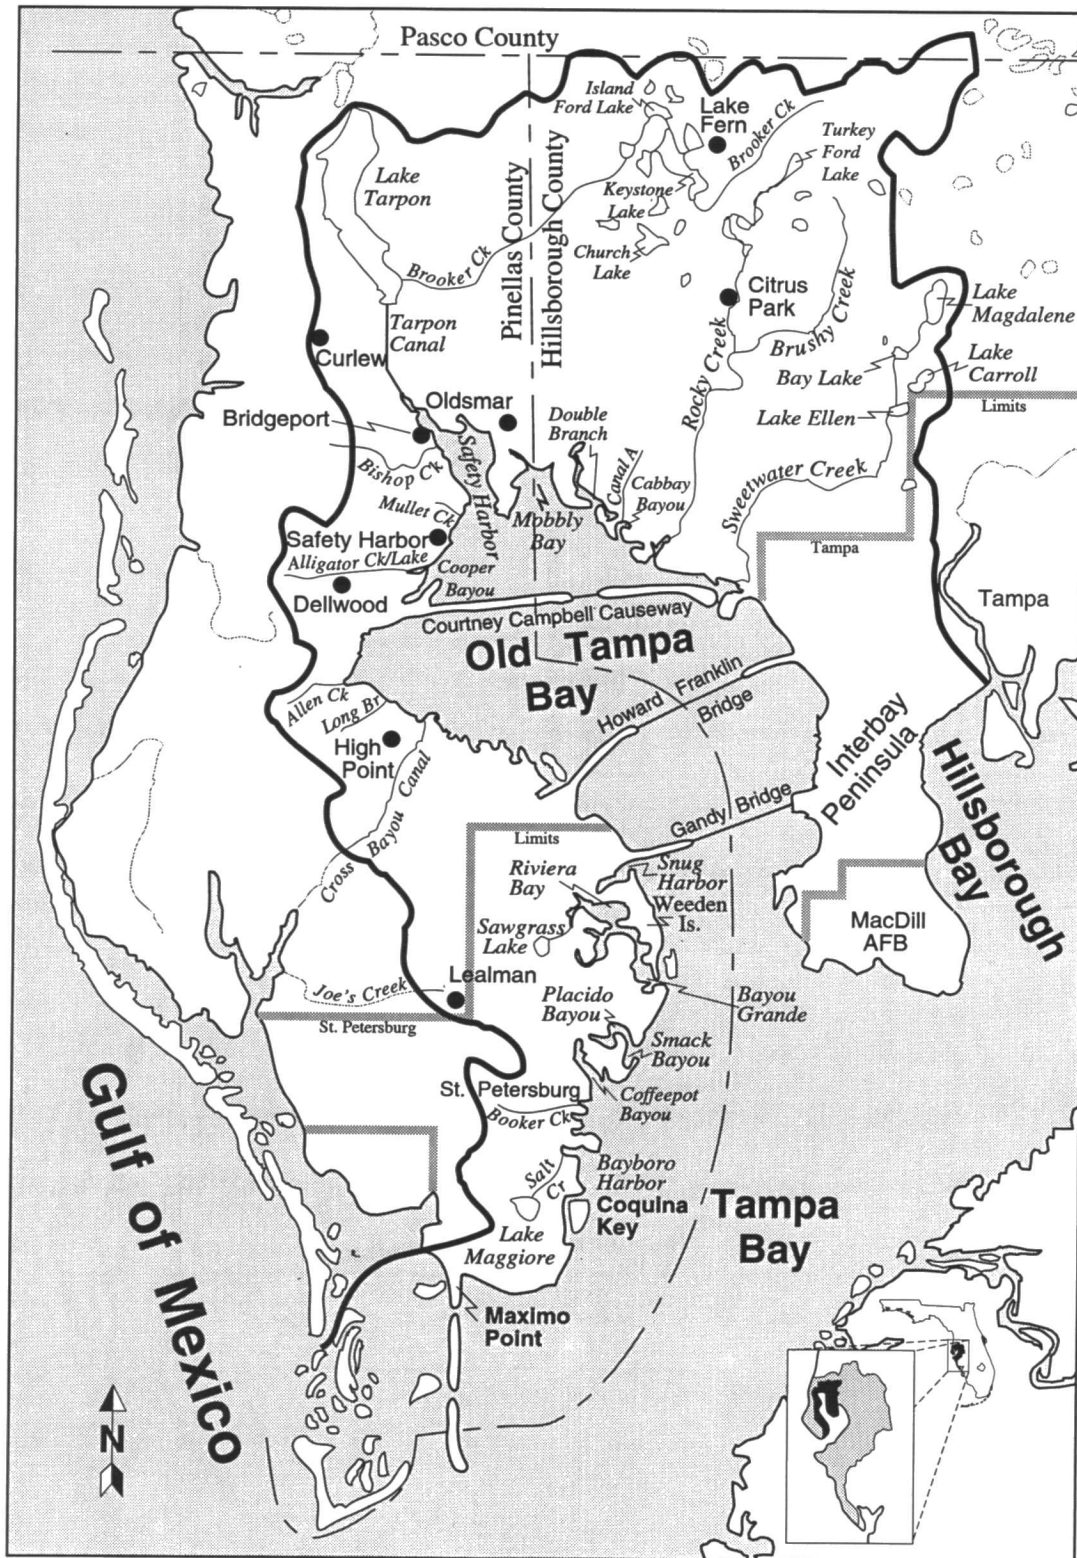 Pasco County
Island
Ford Lake
Lake
Fern
Brooker Ck
Turkey
Ford
Lake
Lake
Tarpon
Pinellas County
Hillsborough County
Keystone
Lake
Church
Lake
Brooker Ck
Citrus
Park
Lake
Magdalene
Tarpon
Canal
Curlew
Rocky Creek
Brushy Creek
Bay Lake
Lake
Carroll
Limits
Bridgeport
Oldsmar
Double
Branch
Lake Ellen
Bishop Ck
Safety Harbor
Canal A
Cabbay
Bayou
Sweetwater Creek
Mullet Ck
Mobbly
Bay
Safety Harbor
Alligator Ck/Lake
Cooper
Bayou
Tampa
Dellwood
Tampa
Courtney Campbell Causeway
Old Tampa
Bay
Howard Franklin
Bridge
Allen Ck
Long Br
High
Point
Cross Bayou Canal
Interbay
Peninsula
Hillsborough
Bay
Gandy Bridge
Limits
Riviera
Bay
Snug
Harbor
Weeden
Is.
Sawgrass
Lake
MacDill
AFB
Lealman
Joe's Creek
St. Petersburg
Placido
Bayou
Bayou
Grande
Smack
Bayou
St. Petersburg
Booker Ck
Coffeepot
Bayou
Gulf of Mexico
Salt
Cr
Bayboro
Harbor
Coquina
Key
Lake
Maggiore
Tampa
Bay
Maximo
Point
N